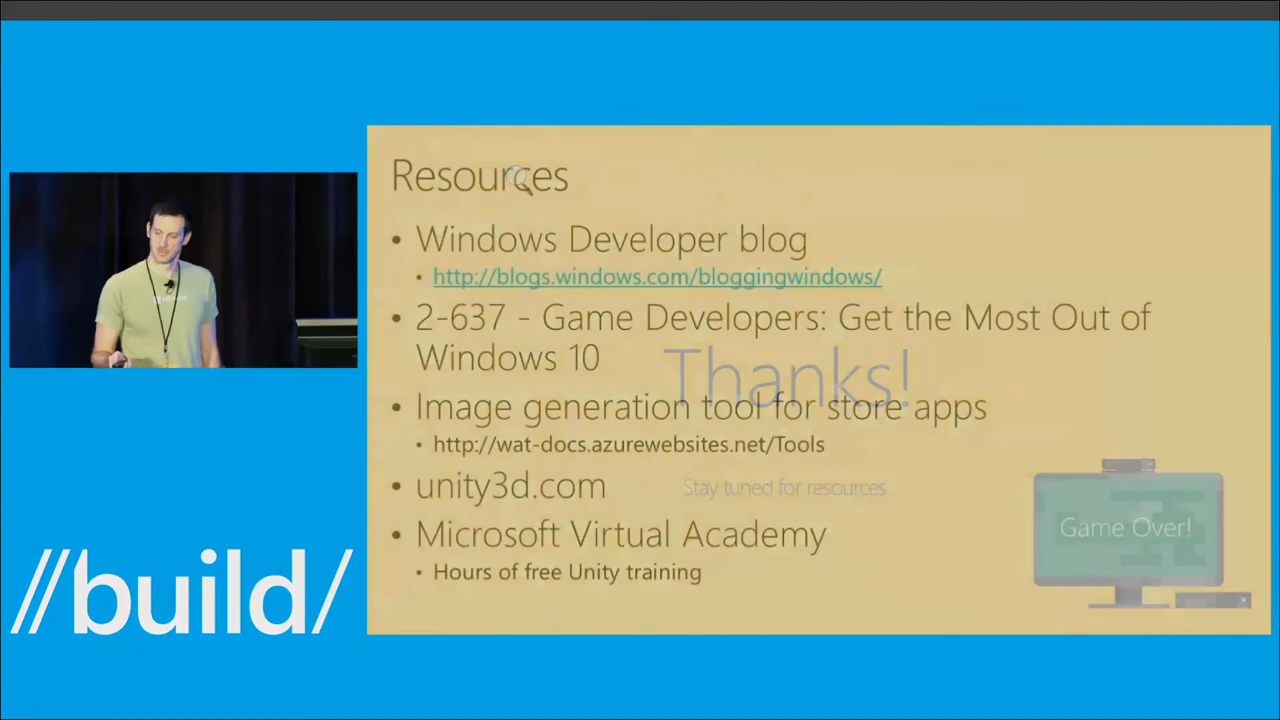 Resources
• Windows Developer blog
• http://blogs.windows.com/bloggingwindows/
• 2-637 - Game Developers: Get the Most Out of
Windows 10
Thanks!
• Image generation tool for store apps
• http://wat-docs.azurewebsites.net/Tools
• unity3d.com
Stay tuned for resources
• Microsoft Virtual Academy
Game Over!
• Hours of free Unity training
//build/